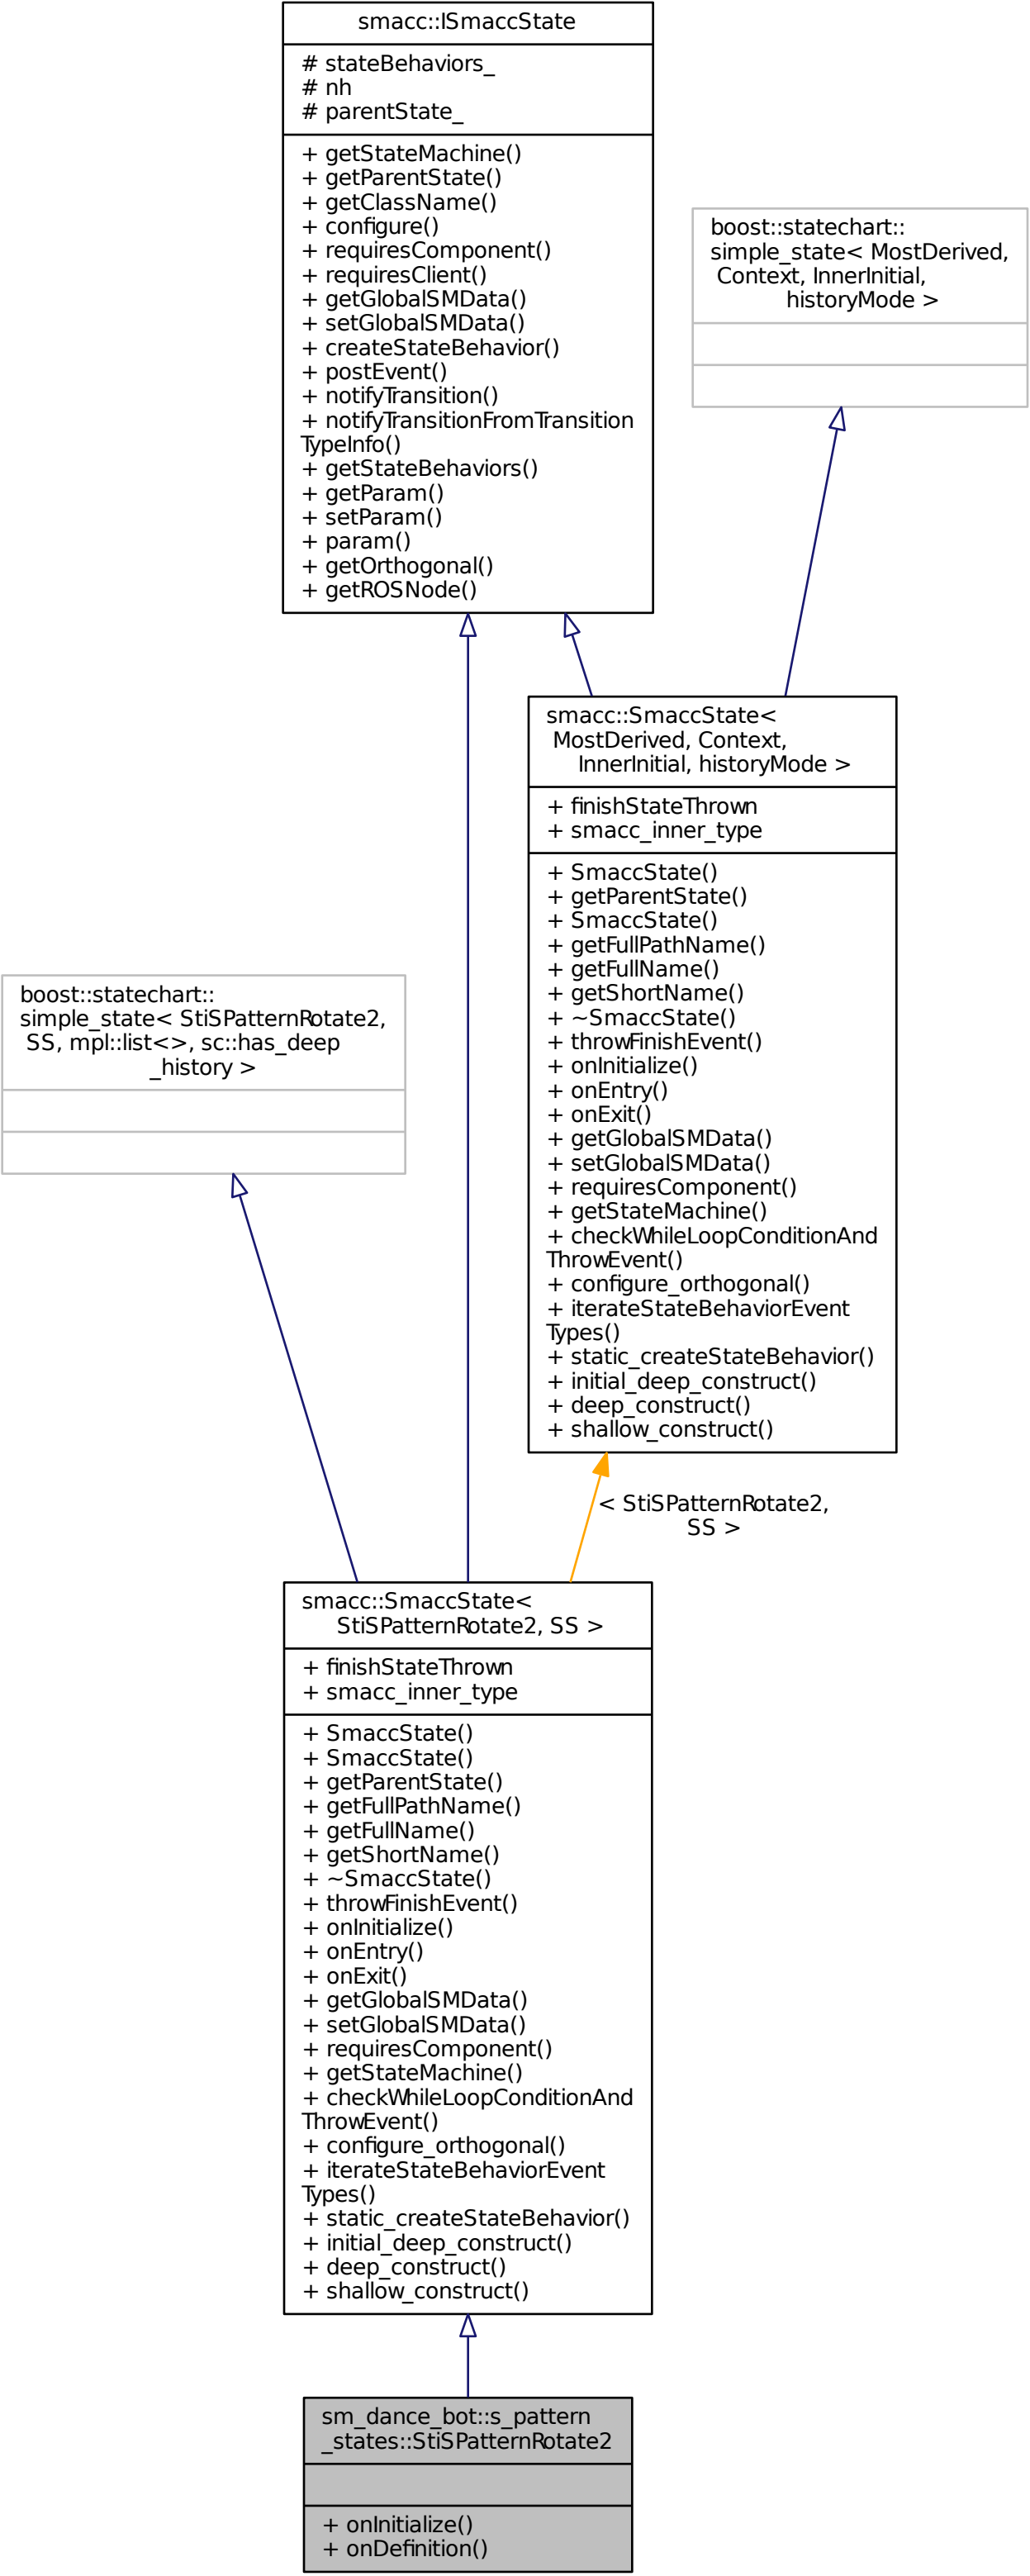 smacc::ISmaccState
# stateBehaviors_
# nh
# parentState_
+ getStateMachine()
+ getParentState()
+ getClassName()
+ configure()
+ requiresComponent()
+ requiresClient()
+ getGlobalSMData()
+ setGlobalSMData()
+ createStateBehavior()
+ postEvent()
+ notifyTransition()
+ notifyTransitionFromTransition
TypeInfo()
+ getStateBehaviors()
+ getParam()
+ setParam()
+ param()
+ getOrthogonal()
+ getROSNode()
boost::statechart::
simple_state< MostDerived,
Context, InnerInitial,
historyMode >
smacc::SmaccState<
MostDerived, Context,
InnerInitial, historyMode >
+ finishStateThrown
+ smacc_inner_type
+ SmaccState()
+ getParentState()
+ SmaccState()
+ getFullPathName()
+ getFullName()
+ getShortName()
+ ~SmaccState()
+ throwFinishEvent()
+ onInitialize()
+ onEntry()
+ onExit()
+ getGlobalSMData()
+ setGlobalSMData()
+ requiresComponent()
+ getStateMachine()
+ checkWhileLoopConditionAnd
ThrowEvent()
+ configure_orthogonal()
+ iterateStateBehaviorEvent
Types()
+ static_createStateBehavior()
+ initial_deep_construct()
+ deep_construct()
+ shallow_construct()
boost::statechart::
simple_state< StiSPatternRotate2,
SS, mpl::list<>, sc::has_deep
_history >
< StiSPatternRotate2,
SS >
smacc::SmaccState<
StiSPatternRotate2, SS >
+ finishStateThrown
+ smacc_inner_type
+ SmaccState()
+ SmaccState()
+ getParentState()
+ getFullPathName()
+ getFullName()
+ getShortName()
+ ~SmaccState()
+ throwFinishEvent()
+ onInitialize()
+ onEntry()
+ onExit()
+ getGlobalSMData()
+ setGlobalSMData()
+ requiresComponent()
+ getStateMachine()
+ checkWhileLoopConditionAnd
ThrowEvent()
+ configure_orthogonal()
+ iterateStateBehaviorEvent
Types()
+ static_createStateBehavior()
+ initial_deep_construct()
+ deep_construct()
+ shallow_construct()
sm_dance_bot::s_pattern
_states::StiSPatternRotate2
+ onInitialize()
+ onDefinition()